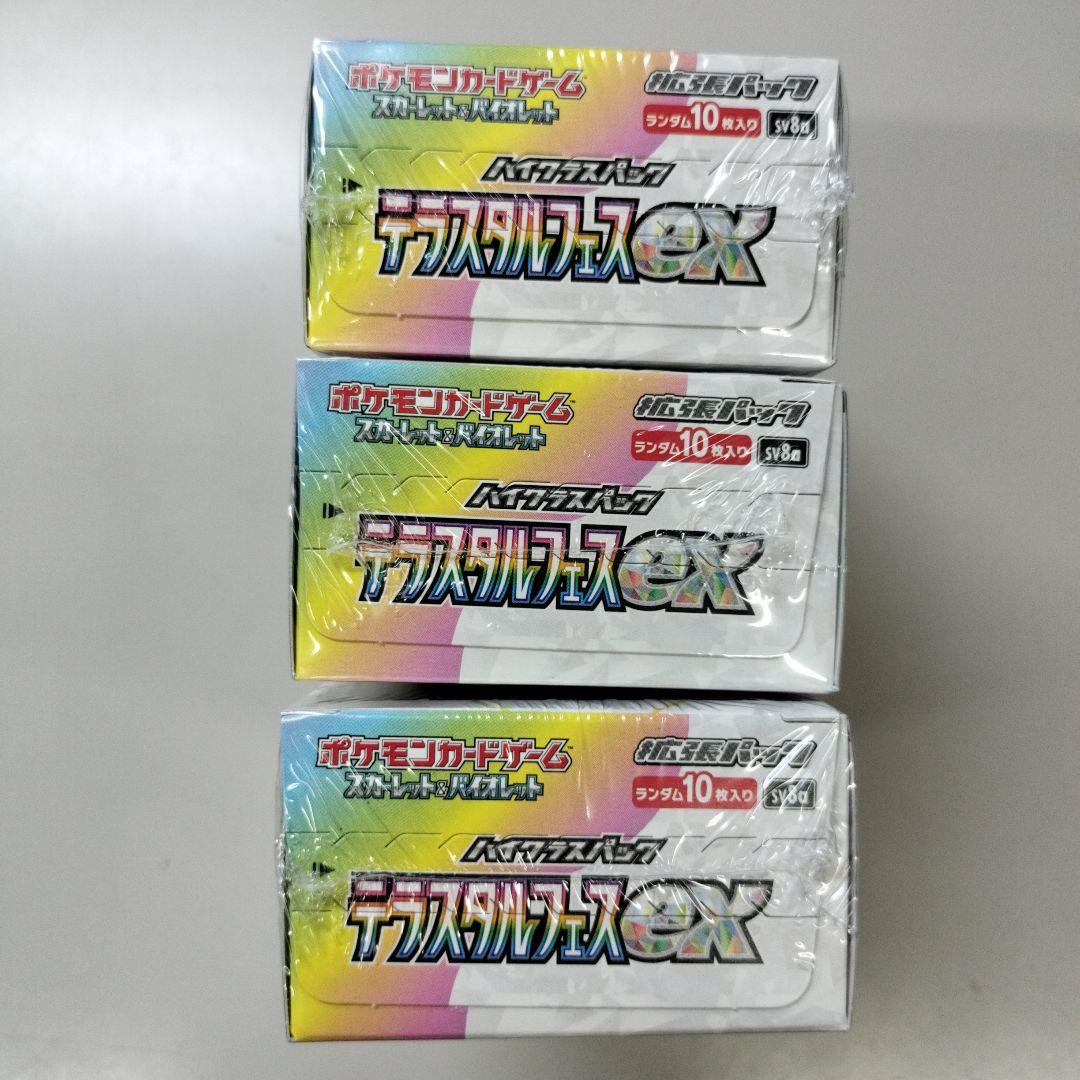 ポケモンカードゲーム™
スカーレット&バイオレット
拡張パック
ランダム10枚入り sv8a
ハイクラスパック
テラスタルフェスex
ポケモンカードゲーム™
スカーレット&バイオレット
拡張パック
ランダム10枚入り sv8a
ハイクラスパック
テラスタルフェスex
ポケモンカードゲーム™
スカーレット&バイオレット
拡張パック
ランダム10枚入り sv8a
ハイクラスパック
テラスタルフェスex